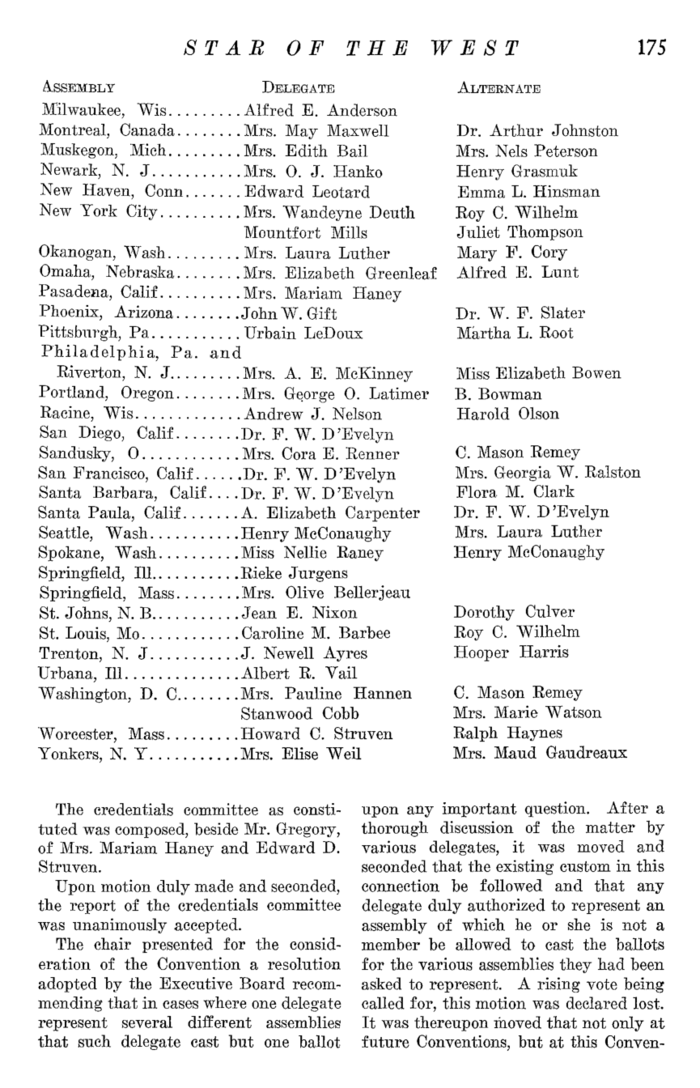 STAR OF THE WEST 175
ASSEMBLY DELEGATE ALTERNATE
Milwaukee, Wis.........Alfred E. Anderson
Montreal, Canada........Mrs. May Maxwell Dr. Arthur Johnston
Muskegon, Mich.........Mrs. Edith Bail Mrs. Nels Peterson
Newark, N. J...........Mrs. O. J. Hanko Henry Grasmuk
New Haven, Conn.......Edward Leotard Emma L. Hinsman
New York City..........Mrs. Wandeyne Deuth Roy C. Wilhelm
Mountfort Mills Juliet Thompson
Okanogan, Wash.........Mrs. Laura Luther Mary F. Cory
Omaha, Nebraska........Mrs. Elizabeth Greenleaf Alfred E. Lunt
Pasadena, Calif..........Mrs. Mariam Haney
Phoenix, Arizona........John W. Gift Dr. W. F. Slater
Pittsburgh, Pa...........Urbain LeDoux Martha L. Root
Philadelphia, Pa. and
Riverton, N. J.........Mrs. A. E. McKinney Miss Elizabeth Bowen
Portland, Oregon........Mrs. George O. Latimer B. Bowman
Racine, Wis.............Andrew J. Nelson Harold Olson
San Diego, Calif........Dr. F. W. D'Evelyn
Sandusky, O............Mrs. Cora E. Renner C. Mason Remey
San Francisco, Calif......Dr. F. W. D'Evelyn Mrs. Georgia W. Ralston
Santa Barbara, Calif....Dr. F. W. D'Evelyn Flora M. Clark
Santa Paula, Calif.......A. Elizabeth Carpenter Dr. F. W. D'Evelyn
Seattle, Wash...........Henry McConaughy Mrs. Laura Luther
Spokane, Wash..........Miss Nellie Raney Henry McConaughy
Springfield, Ill..........Rieke Jurgens
Springfield, Mass.......Mrs. Olive Bellerjeau
St. Johns, N. B..........Jean E. Nixon Dorothy Culver
St. Louis, Mo............Caroline M. Barbee Roy C. Wilhelm
Trenton, N. J...........J. Newell Ayres Hooper Harris
Urbana, Ill..............Albert R. Vail
Washington, D. C.......Mrs. Pauline Hannen C. Mason Remey
Stanwood Cobb Mrs. Marie Watson
Worcester, Mass.........Howard C. Struven Ralph Haynes
Yonkers, N. Y...........Mrs. Elise Weil Mrs. Maud Gaudreaux
The credentials committee as consti-
tuted was composed, beside Mr. Gregory,
of Mrs. Mariam Haney and Edward D.
Struven.
Upon motion duly made and seconded,
the report of the credentials committee
was unanimously accepted.
The chair presented for the consid-
eration of the Convention a resolution
adopted by the Executive Board recom-
mending that in cases where one delegate
represent several different assemblies
that such delegate cast but one ballot
upon any important question. After a
thorough discussion of the matter by
various delegates, it was moved and
seconded that the existing custom in this
connection be followed and that any
delegate duly authorized to represent an
assembly of which he or she is not a
member be allowed to cast the ballots
for the various assemblies they had been
asked to represent. A rising vote being
called for, this motion was declared lost.
It was thereupon moved that not only at
future Conventions, but at this Conven-